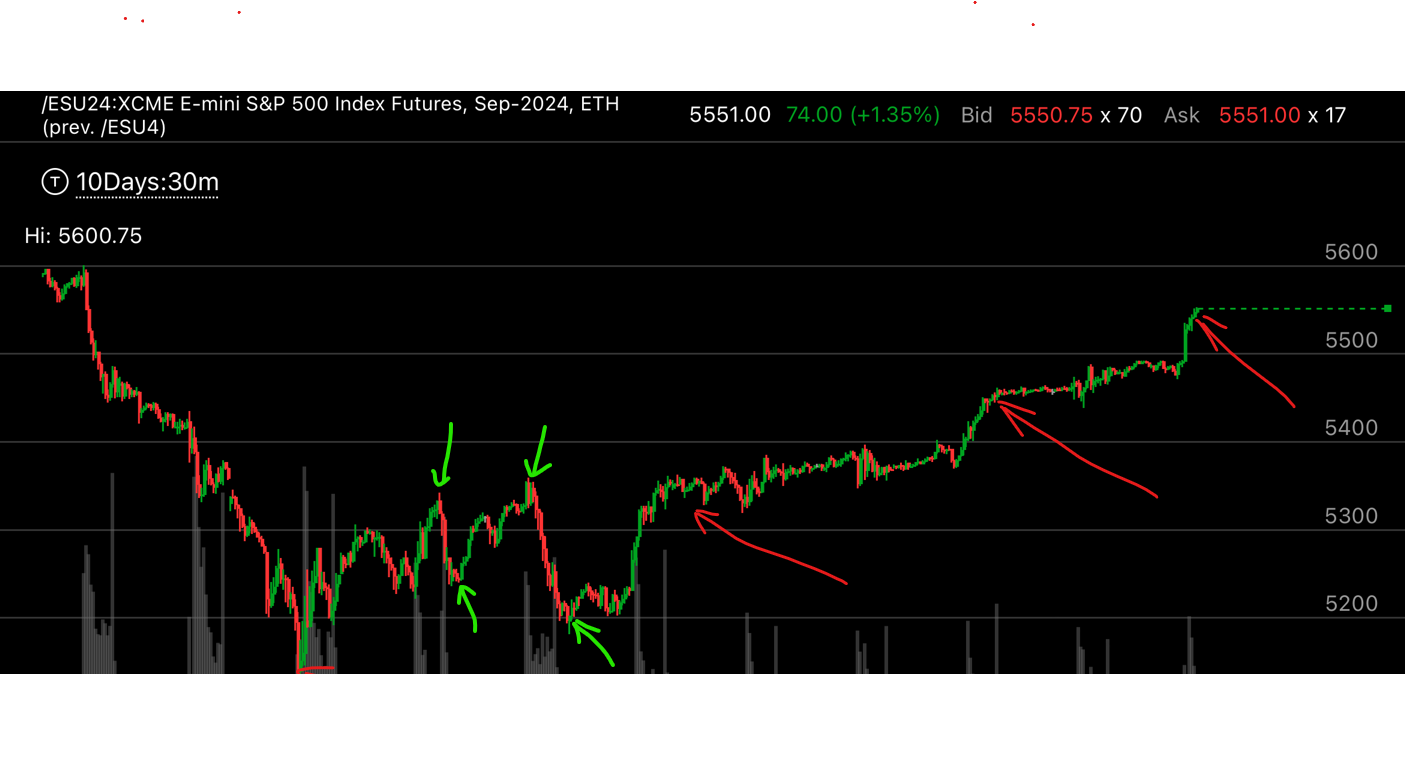 /ESU24:XCME E-mini S&P 500 Index Futures, Sep-2024, ETH
(prev. /ESU4)
5551.00 74.00 (+1.35%) Bid 5550.75 x 70 Ask 5551.00 x 17
T 10Days:30m
Hi: 5600.75
5600
5500
5400
5300
5200